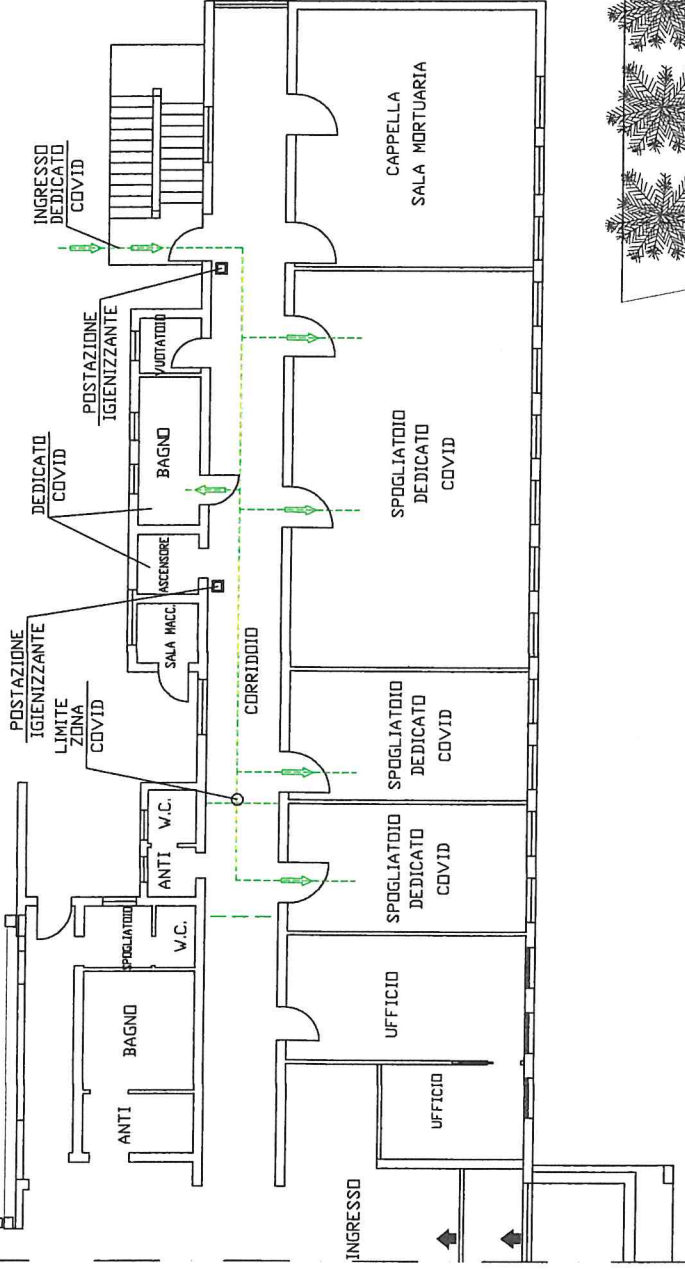 INGRESSO
DEDICATO
COVID
POSTAZIONE
IGIENIZZANTE
DEDICATO
COVID
POSTAZIONE
IGIENIZZANTE
LIMITE
ZONA
COVID
CAPPELLA
SALA MORTUARIA
VUOTATOIO
BAGNO
ASCENSORE
SALA MACC.
CORRIDOIO
SPOGLIATOIO
DEDICATO
COVID
SPOGLIATOIO
DEDICATO
COVID
SPOGLIATOIO
DEDICATO
COVID
W.C.
ANTI
SPOGLIATOIO
W.C.
BAGNO
ANTI
UFFICIO
UFFICIO
INGRESSO